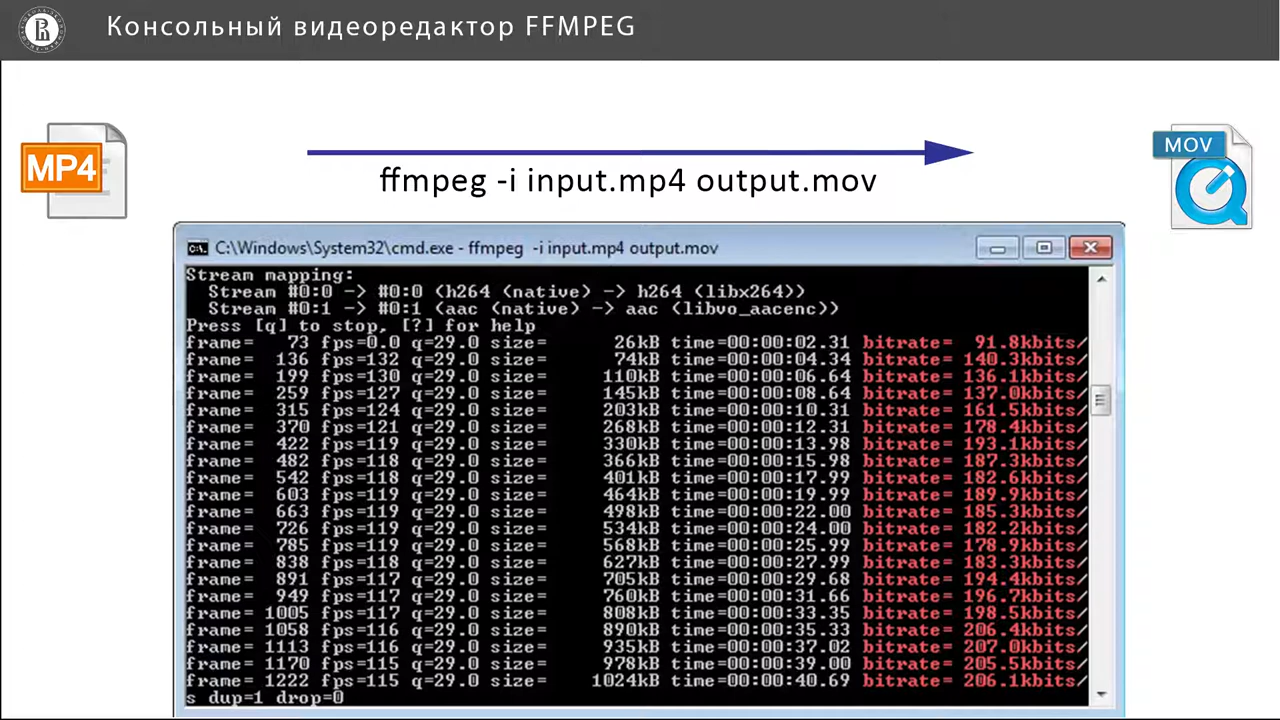 Консольный видеоредактор FFMPEG
MP4
MOV
ffmpeg -i input.mp4 output.mov
C:\Windows\System32\cmd.exe - ffmpeg -i input.mp4 output.mov
Stream mapping:
Stream #0:0 -> #0:0 (h264 (native) -> h264 (libx264))
Stream #0:1 -> #0:1 (aac (native) -> aac (libvo_aacenc))
Press [q] to stop, [?] for help
frame= 73 fps=0.0 q=29.0 size= 26kB time=00:00:02.31 bitrate= 91.8kbits/
frame= 136 fps=132 q=29.0 size= 74kB time=00:00:04.34 bitrate= 140.3kbits/
frame= 199 fps=130 q=29.0 size= 110kB time=00:00:06.64 bitrate= 136.1kbits/
frame= 259 fps=127 q=29.0 size= 145kB time=00:00:08.64 bitrate= 137.0kbits/
frame= 315 fps=124 q=29.0 size= 203kB time=00:00:10.31 bitrate= 161.5kbits/
frame= 370 fps=121 q=29.0 size= 268kB time=00:00:12.31 bitrate= 178.4kbits/
frame= 422 fps=119 q=29.0 size= 330kB time=00:00:13.98 bitrate= 193.1kbits/
frame= 482 fps=118 q=29.0 size= 366kB time=00:00:15.98 bitrate= 187.3kbits/
frame= 542 fps=118 q=29.0 size= 401kB time=00:00:17.99 bitrate= 182.6kbits/
frame= 603 fps=119 q=29.0 size= 464kB time=00:00:19.99 bitrate= 189.9kbits/
frame= 663 fps=119 q=29.0 size= 498kB time=00:00:22.00 bitrate= 185.3kbits/
frame= 726 fps=119 q=29.0 size= 534kB time=00:00:24.00 bitrate= 182.2kbits/
frame= 785 fps=119 q=29.0 size= 568kB time=00:00:25.99 bitrate= 178.9kbits/
frame= 838 fps=118 q=29.0 size= 627kB time=00:00:27.99 bitrate= 183.3kbits/
frame= 891 fps=117 q=29.0 size= 705kB time=00:00:29.68 bitrate= 194.4kbits/
frame= 949 fps=117 q=29.0 size= 760kB time=00:00:31.66 bitrate= 196.7kbits/
frame= 1005 fps=117 q=29.0 size= 808kB time=00:00:33.35 bitrate= 198.5kbits/
frame= 1058 fps=116 q=29.0 size= 890kB time=00:00:35.33 bitrate= 206.4kbits/
frame= 1113 fps=116 q=29.0 size= 935kB time=00:00:37.02 bitrate= 207.0kbits/
frame= 1170 fps=115 q=29.0 size= 978kB time=00:00:39.00 bitrate= 205.5kbits/
frame= 1222 fps=115 q=29.0 size= 1024kB time=00:00:40.69 bitrate= 206.1kbits/
s dup=1 drop=0